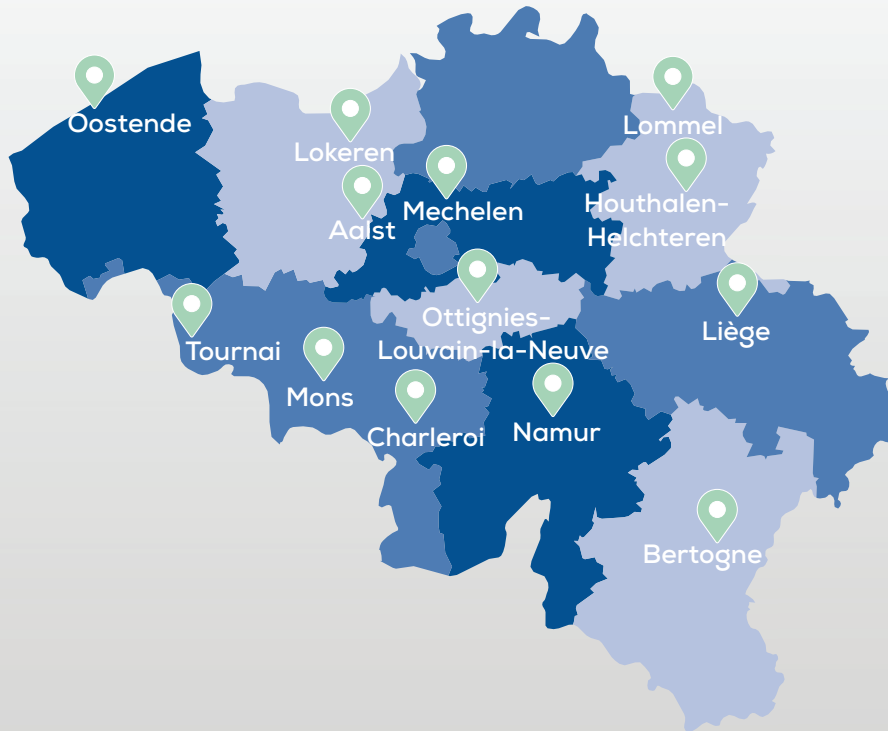 Oostende
Lommel
Lokeren
Houthalen-
Helchteren
Mechelen
Aalst
Ottignies-
Louvain-la-Neuve
Liège
Tournai
Mons
Charleroi
Namur
Bertogne